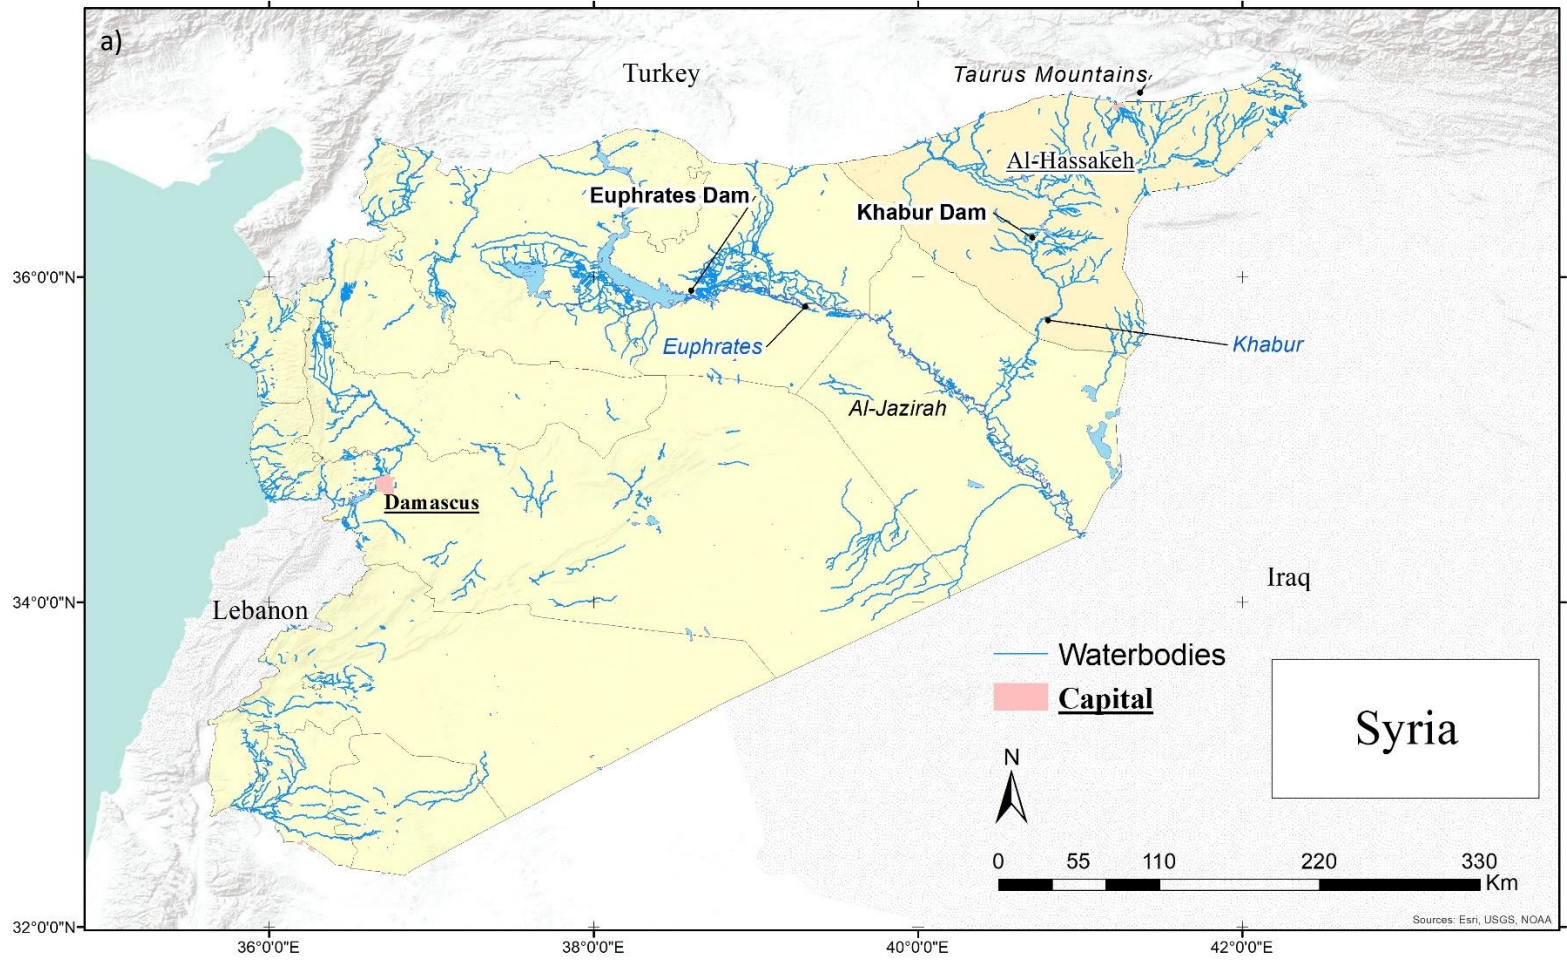 a)
Turkey
Taurus Mountains
Al-Hassakeh
Euphrates Dam
Khabur Dam
36°0'0"N
Euphrates
Khabur
Al-Jazirah
Damascus
Iraq
34°0'0"N
Lebanon
Waterbodies
Capital
Syria
N
0 55 110 220 330
Km
Sources: Esri, USGS, NOAA
32°0'0"N
36°0'0"E 38°0'0"E 40°0'0"E 42°0'0"E